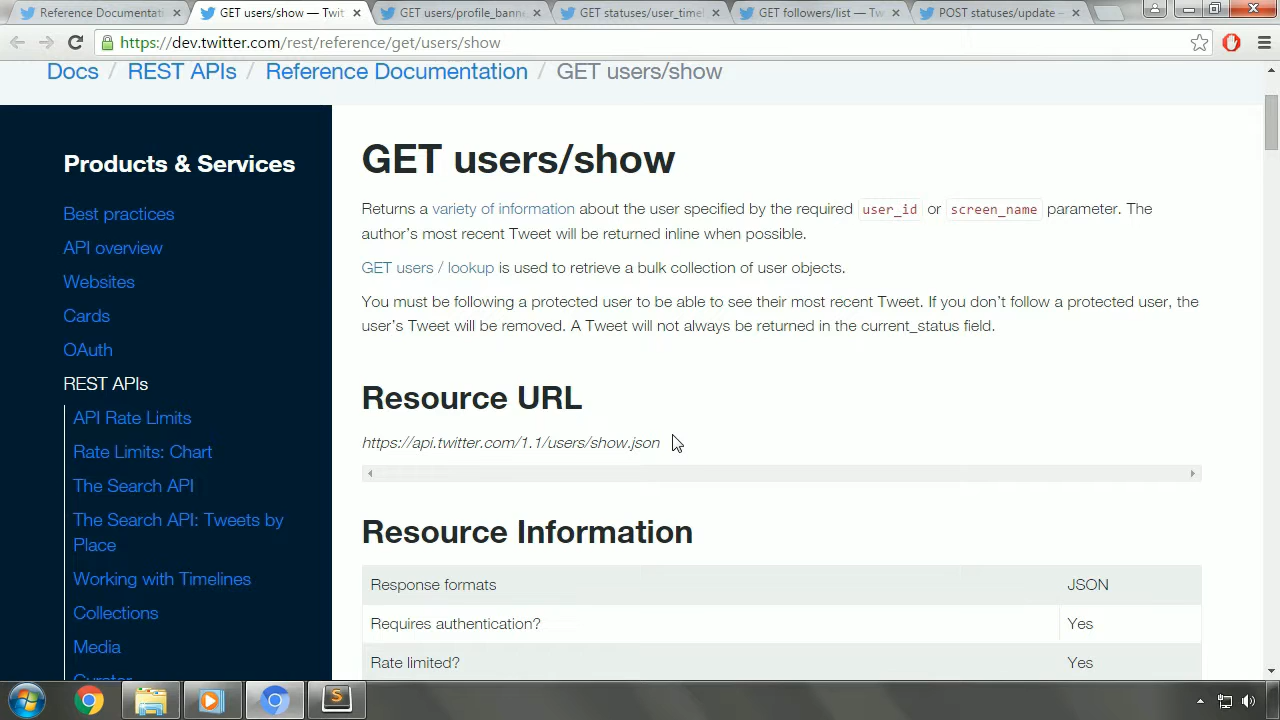 Reference Documentati
GET users/show — Twit
GET users/profile_bann
GET statuses/user_timel
GET followers/list — Tw
POST statuses/update –
https://dev.twitter.com/rest/reference/get/users/show
Docs / REST APIs / Reference Documentation / GET users/show
Products & Services
Best practices
API overview
Websites
Cards
OAuth
REST APIs
API Rate Limits
Rate Limits: Chart
The Search API
The Search API: Tweets by
Place
Working with Timelines
Collections
Media
Curator
GET users/show
Returns a variety of information about the user specified by the required user_id or screen_name parameter. The
author's most recent Tweet will be returned inline when possible.
GET users / lookup is used to retrieve a bulk collection of user objects.
You must be following a protected user to be able to see their most recent Tweet. If you don't follow a protected user, the
user's Tweet will be removed. A Tweet will not always be returned in the current_status field.
Resource URL
https://api.twitter.com/1.1/users/show.json
Resource Information
Response formats JSON
Requires authentication? Yes
Rate limited? Yes